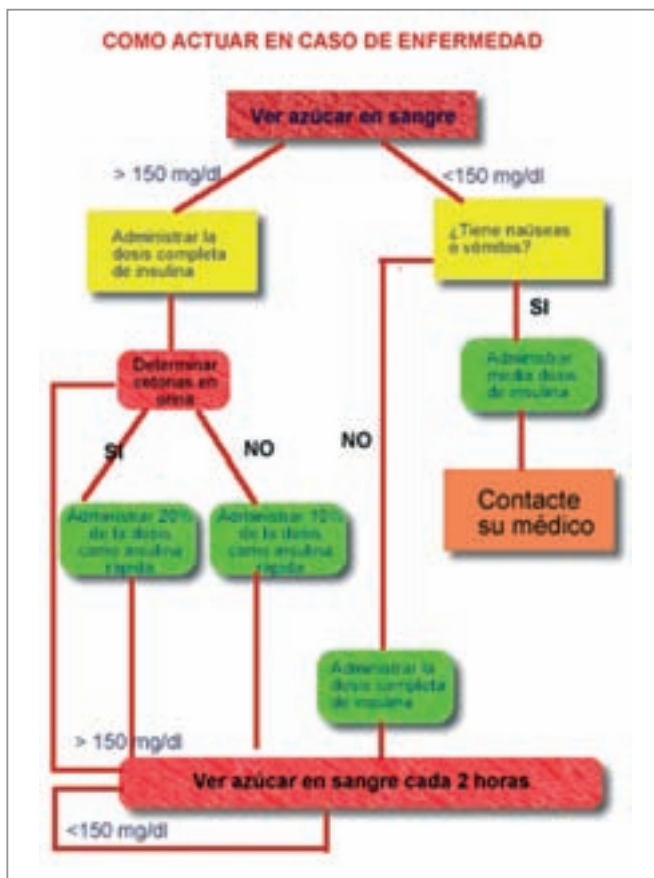 COMO ACTUAR EN CASO DE ENFERMEDAD
Ver azúcar en sangre
> 150 mg/dl
<150 mg/dl
Administrar la
dosis completa
de insulina
¿Tiene naúseas
o vómitos?
SI
Determinar
cetonas en
orina
Administrar
media dosis
de insulina
SI
NO
NO
Contacte
su médico
Administrar 20%
de la dosis
como insulina
rápida
Administrar 10%
de la dosis
como insulina
rápida
Administrar la
dosis completa
de insulina
> 150 mg/dl
Ver azúcar en sangre cada 2 horas
<150 mg/dl